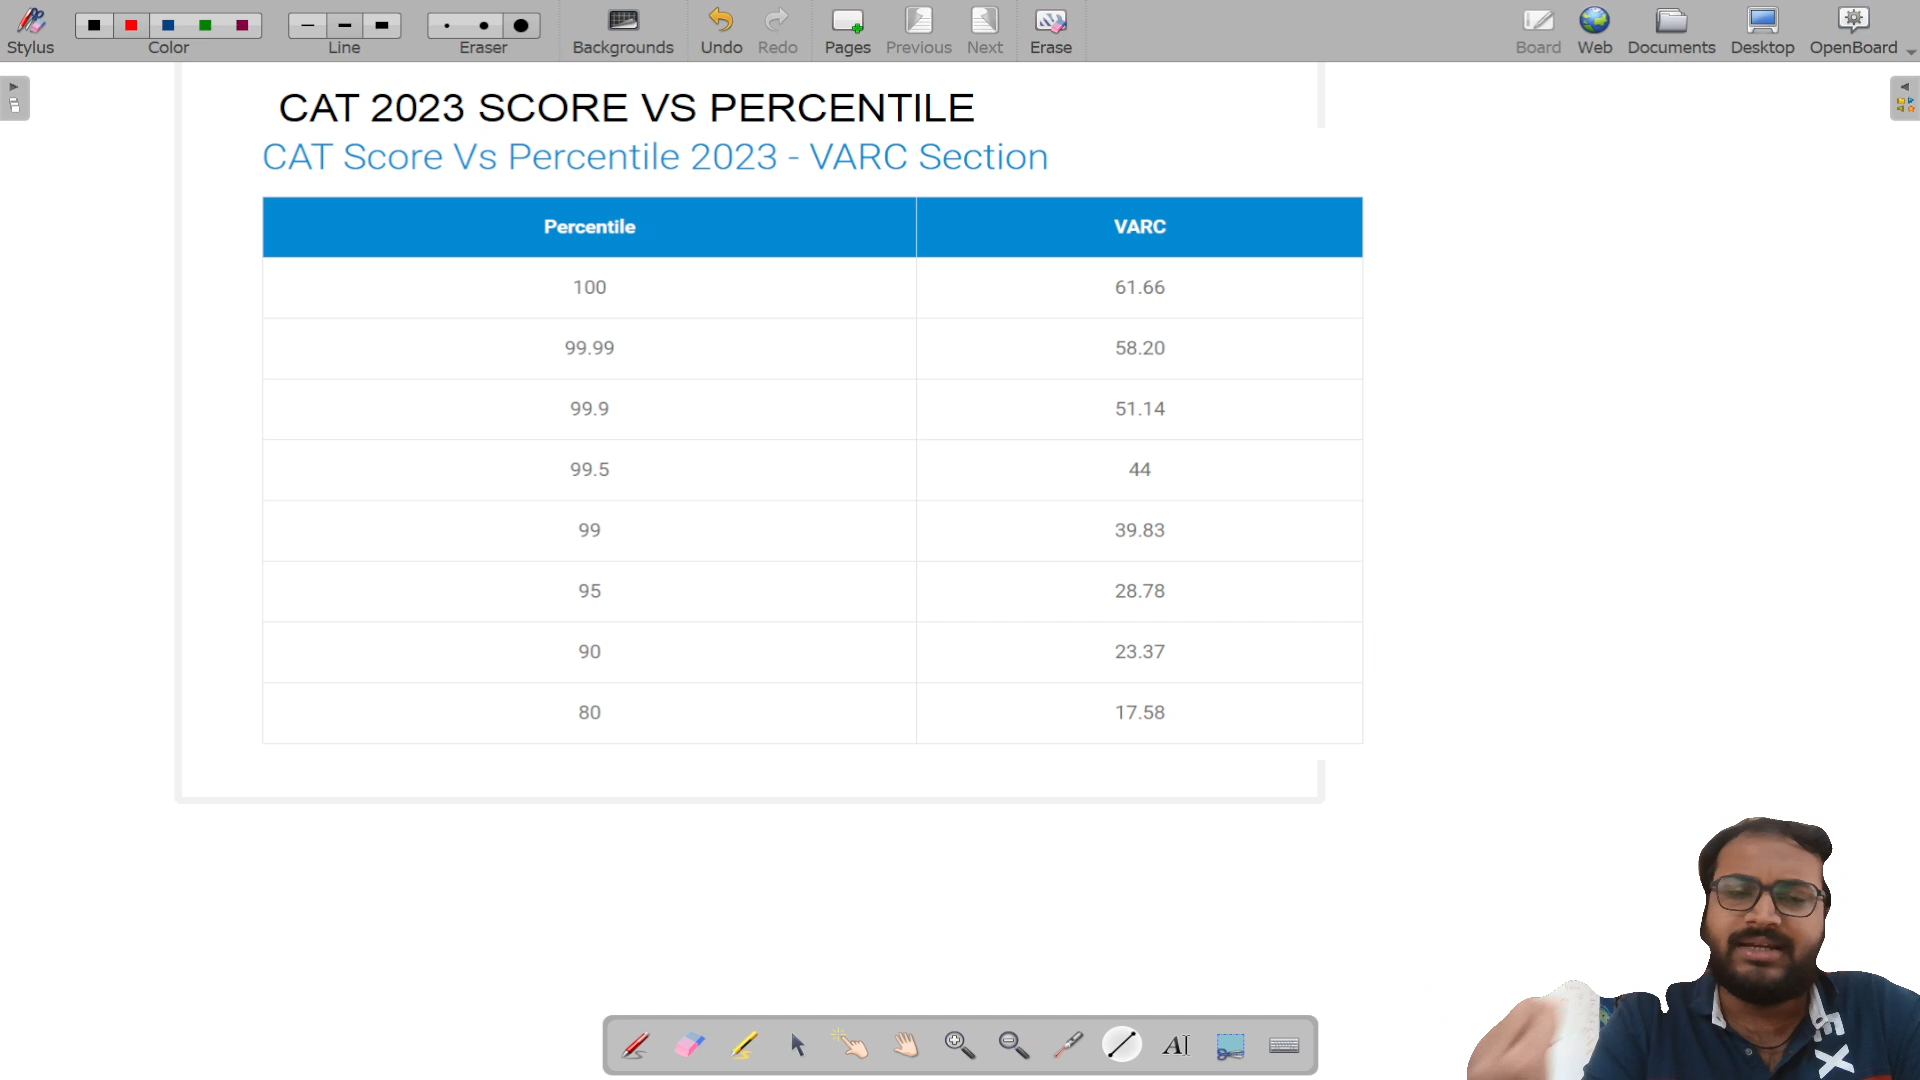 Stylus
Color
Line
Eraser
Backgrounds
Undo
Redo
Pages
Previous
Next
Erase
Board
Web
Documents
Desktop
OpenBoard
CAT 2023 SCORE VS PERCENTILE
CAT Score Vs Percentile 2023 - VARC Section
Percentile VARC
100 61.66
99.99 58.20
99.9 51.14
99.5 44
99 39.83
95 28.78
90 23.37
80 17.58
AI
FX